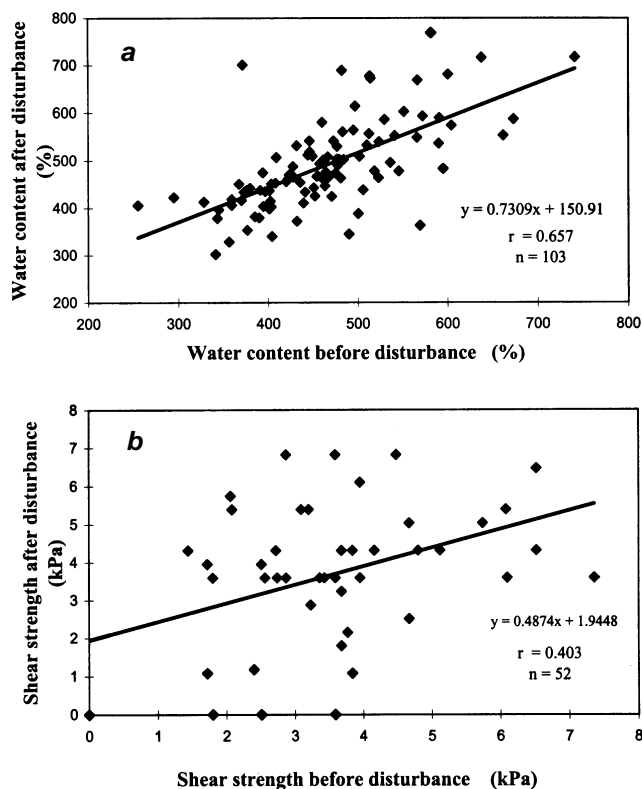 a
800
700
600
500
400
300
200
Water content after disturbance
(%)
y = 0.7309x + 150.91
r = 0.657
n = 103
200 300 400 500 600 700 800
Water content before disturbance (%)
b
8
7
6
5
4
3
2
1
0
Shear strength after disturbance
(kPa)
y = 0.4874x + 1.9448
r = 0.403
n = 52
0 1 2 3 4 5 6 7 8
Shear strength before disturbance (kPa)